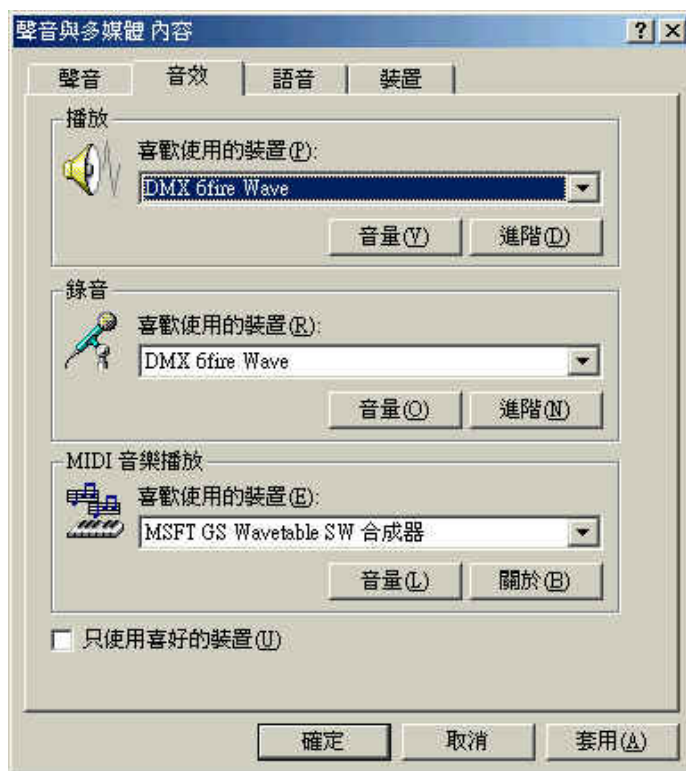 聲音與多媒體 內容
聲音 音效 語音 裝置
播放
喜歡使用的裝置(P):
DMX 6fire Wave
音量(V) 進階(D)
錄音
喜歡使用的裝置(R):
DMX 6fire Wave
音量(O) 進階(N)
MIDI 音樂播放
喜歡使用的裝置(E):
MSFT GS Wavetable SW 合成器
音量(L) 關於(B)
只使用喜好的裝置(U)
確定 取消 套用(A)